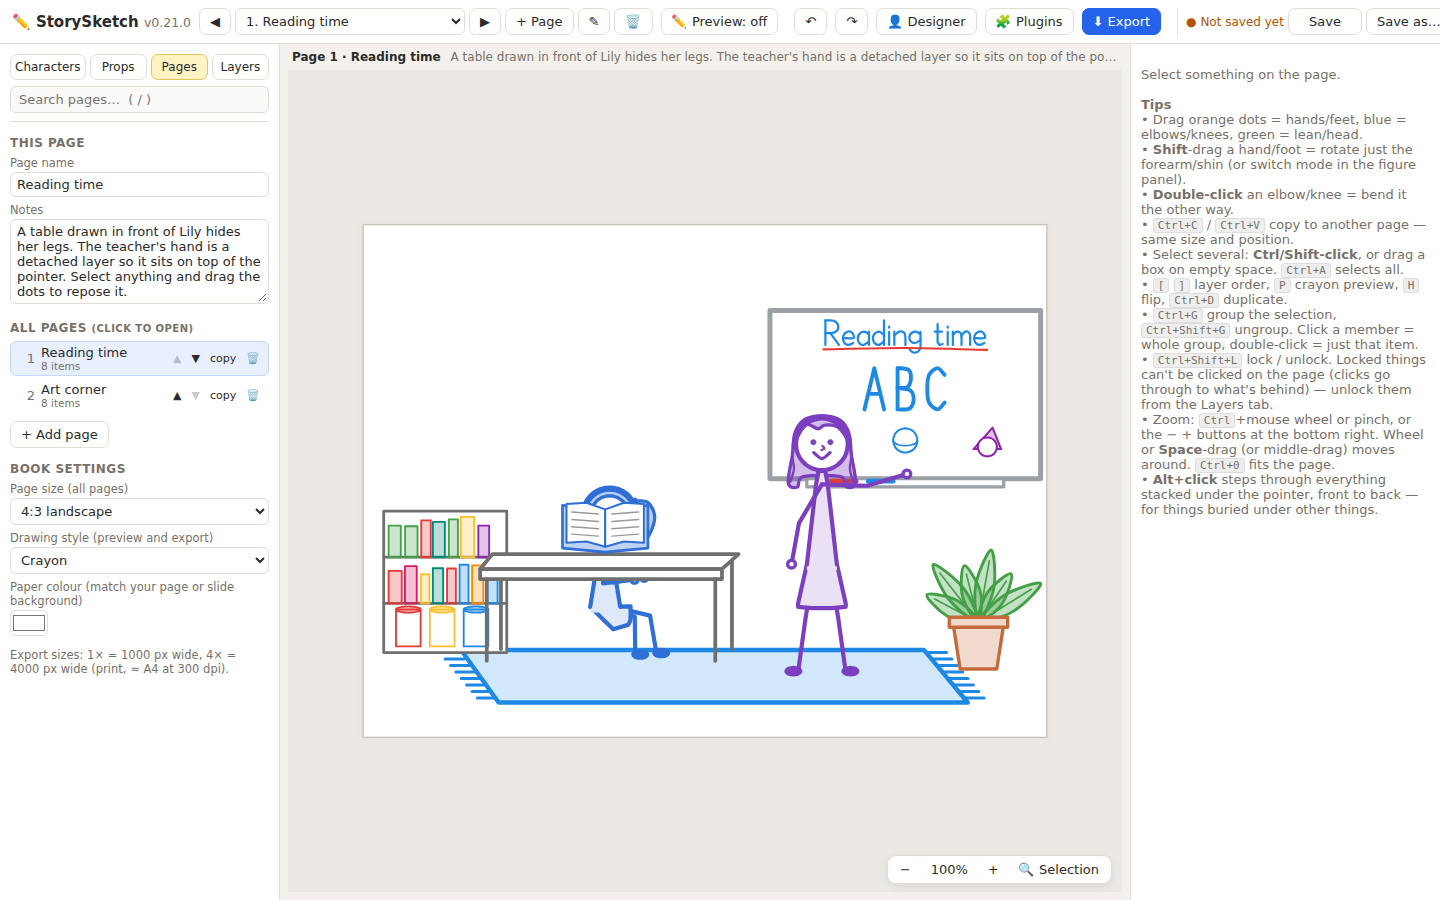 ✏️ StorySketch v0.21.0 ◀ 1. Reading time ▶ + Page ✎ 🗑️ ✏️ Preview: off ↶ ↷ 👤 Designer 🧩 Plugins ⬇ Export ● Not saved yet Save Save as…
Characters Props Pages Layers
Search pages… ( / )
THIS PAGE
Page name
Reading time
Notes
A table drawn in front of Lily hides
her legs. The teacher's hand is a
detached layer so it sits on top of the
pointer. Select anything and drag the
dots to repose it.
ALL PAGES (CLICK TO OPEN)
1 Reading time ▲ ▼ copy 🗑️
8 items
2 Art corner ▲ ▼ copy 🗑️
8 items
+ Add page
BOOK SETTINGS
Page size (all pages)
4:3 landscape
Drawing style (preview and export)
Crayon
Paper colour (match your page or slide
background)
Export sizes: 1× = 1000 px wide, 4× =
4000 px wide (print, ≈ A4 at 300 dpi).
Page 1 · Reading time A table drawn in front of Lily hides her legs. The teacher's hand is a detached layer so it sits on top of the po…
Reading time
ABC
− 100% + 🔍 Selection
Select something on the page.
Tips
• Drag orange dots = hands/feet, blue =
elbows/knees, green = lean/head.
• Shift-drag a hand/foot = rotate just the
forearm/shin (or switch mode in the figure
panel).
• Double-click an elbow/knee = bend it
the other way.
• Ctrl+C / Ctrl+V copy to another page —
same size and position.
• Select several: Ctrl/Shift-click, or drag a
box on empty space. Ctrl+A selects all.
• [ ] layer order, P crayon preview, H
flip, Ctrl+D duplicate.
• Ctrl+G group the selection,
Ctrl+Shift+G ungroup. Click a member =
whole group, double-click = just that item.
• Ctrl+Shift+L lock / unlock. Locked things
can't be clicked on the page (clicks go
through to what's behind) — unlock them
from the Layers tab.
• Zoom: Ctrl+mouse wheel or pinch, or
the − + buttons at the bottom right. Wheel
or Space-drag (or middle-drag) moves
around. Ctrl+0 fits the page.
• Alt+click steps through everything
stacked under the pointer, front to back —
for things buried under other things.